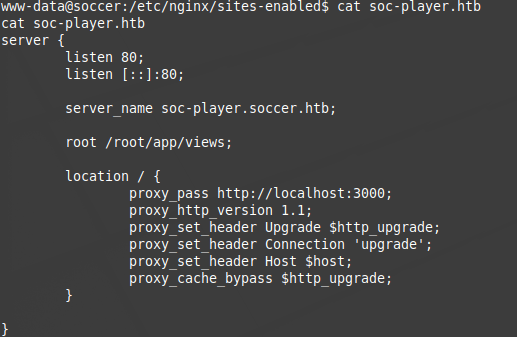 www-data@soccer:/etc/nginx/sites-enabled$ cat soc-player.htb
cat soc-player.htb
server {
        listen 80;
        listen [::]:80;

        server_name soc-player.soccer.htb;

        root /root/app/views;

        location / {
                proxy_pass http://localhost:3000;
                proxy_http_version 1.1;
                proxy_set_header Upgrade $http_upgrade;
                proxy_set_header Connection 'upgrade';
                proxy_set_header Host $host;
                proxy_cache_bypass $http_upgrade;
        }

}